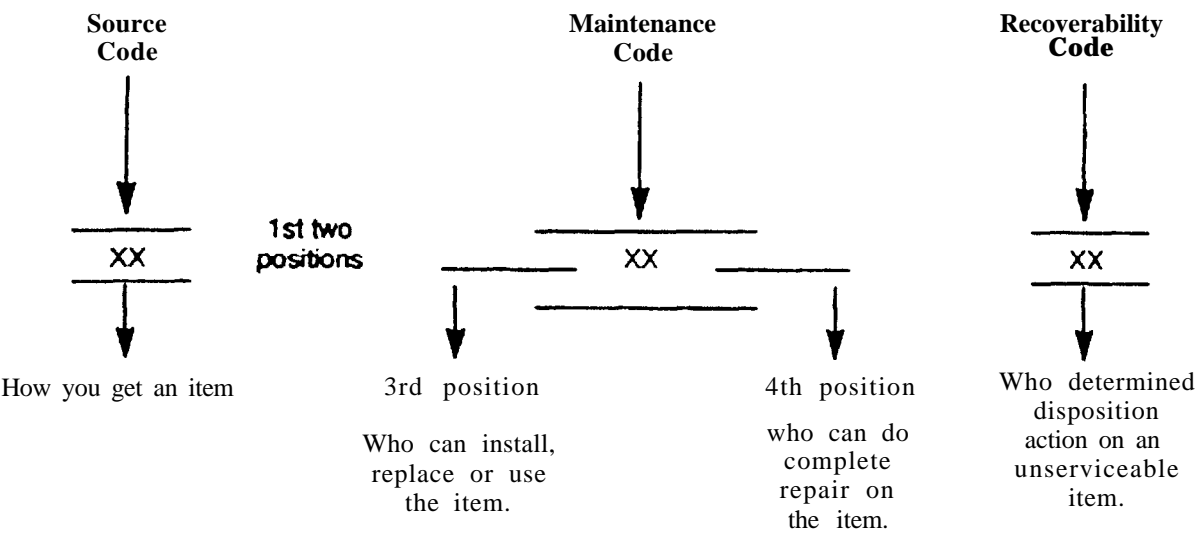 Source
Code
Maintenance
Code
Recoverability
Code
XX
1st two
positions
XX
XX
How you get an item
3rd position
Who can install,
replace or use
the item.
4th position
who can do
complete
repair on
the item.
Who determined
disposition
action on an
unserviceable
item.